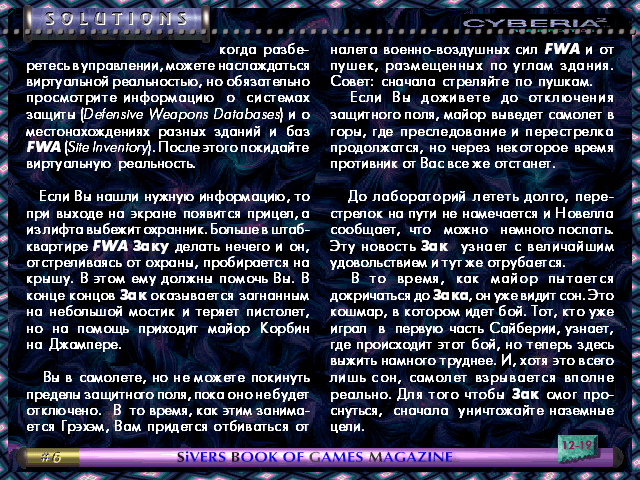 SOLUTIONS
CYBERIA 2
когда разбе-
ретесь в управлении, можете наслаждаться
виртуальной реальностью, но обязательно
просмотрите информацию о системах
защиты (Defensive Weapons Databases) и о
местонахождениях разных зданий и баз
FWA (Site Inventory). После этого покидайте
виртуальную реальность.
Если Вы нашли нужную информацию, то
при выходе на экране появится прицел, а
из лифта выбежит охранник. Больше в штаб-
квартире FWA Заку делать нечего и он,
отстреливаясь от охраны, пробирается на
крышу. В этом ему должны помочь Вы. В
конце концов Зак оказывается загнанным
на небольшой мостик и теряет пистолет,
но на помощь приходит майор Корбин
на Джампере.
Вы в самолете, но не можете покинуть
пределы защитного поля, пока оно не будет
отключено. В то время, как этим занима-
ется Грэхэм, Вам придется отбиваться от
налета военно-воздушных сил FWA и от
пушек, размещенных по углам здания.
Совет: сначала стреляйте по пушкам.
Если Вы доживете до отключения
защитного поля, майор выведет самолет в
горы, где преследование и перестрелка
продолжатся, но через некоторое время
противник от Вас все же отстанет.
До лабораторий лететь долго, пере-
стрелок на пути не намечается и Новелла
сообщает, что можно немного поспать.
Эту новость Зак узнает с величайшим
удовольствием и тут же отрубается.
В то время, как майор пытается
докричаться до Зака, он уже видит сон. Это
кошмар, в котором идет бой. Тот, кто уже
играл в первую часть Сайберии, узнает,
где происходит этот бой, но теперь здесь
выжить намного труднее. И, хотя это всего
лишь сон, самолет взрывается вполне
реально. Для того чтобы Зак смог про-
снуться, сначала уничтожайте наземные
цели.
12-19
#6
SiVERS BOOK OF GAMES MAGAZINE